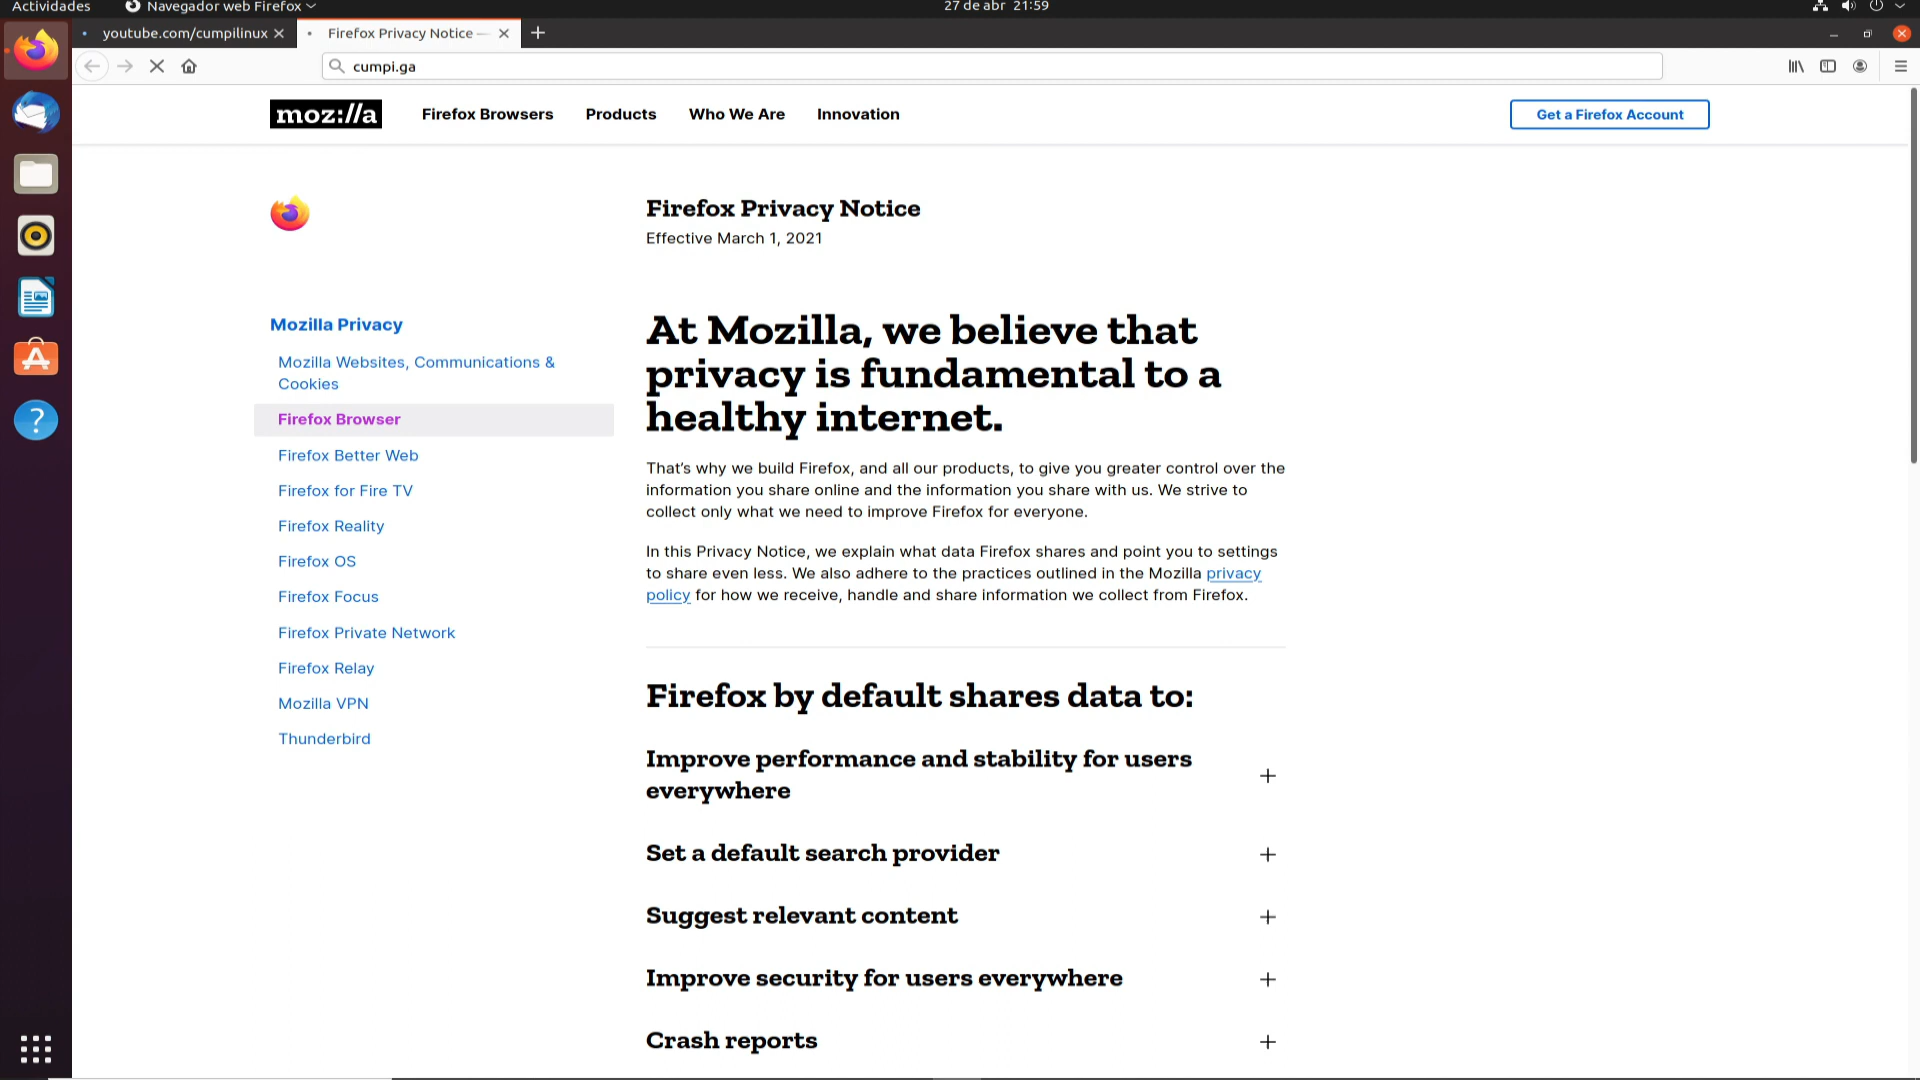 Actividades
Navegador web Firefox
27 de abr 21:59
youtube.com/cumpilinux
Firefox Privacy Notice —
cumpi.ga
moz://a
Firefox Browsers
Products
Who We Are
Innovation
Get a Firefox Account
Firefox Privacy Notice
Effective March 1, 2021
Mozilla Privacy
Mozilla Websites, Communications &
Cookies
Firefox Browser
Firefox Better Web
Firefox for Fire TV
Firefox Reality
Firefox OS
Firefox Focus
Firefox Private Network
Firefox Relay
Mozilla VPN
Thunderbird
At Mozilla, we believe that
privacy is fundamental to a
healthy internet.
That’s why we build Firefox, and all our products, to give you greater control over the
information you share online and the information you share with us. We strive to
collect only what we need to improve Firefox for everyone.
In this Privacy Notice, we explain what data Firefox shares and point you to settings
to share even less. We also adhere to the practices outlined in the Mozilla privacy
policy for how we receive, handle and share information we collect from Firefox.
Firefox by default shares data to:
Improve performance and stability for users
everywhere
Set a default search provider
Suggest relevant content
Improve security for users everywhere
Crash reports